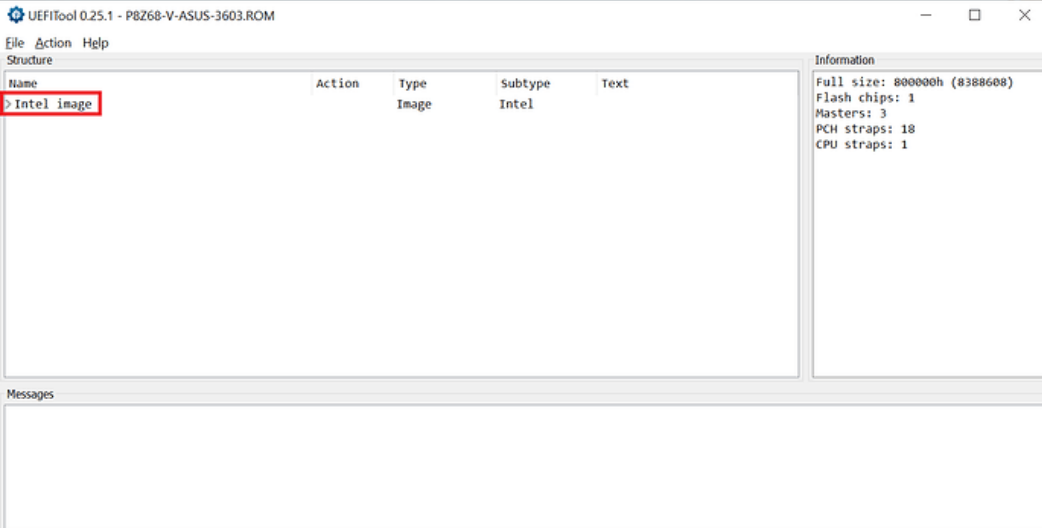 UEFITool 0.25.1 - P8Z68-V-ASUS-3603.ROM
File Action Help
Structure
Name Action Type Subtype Text
Intel image Image Intel
Information
Full size: 800000h (8388608)
Flash chips: 1
Masters: 3
PCH straps: 18
CPU straps: 1
Messages